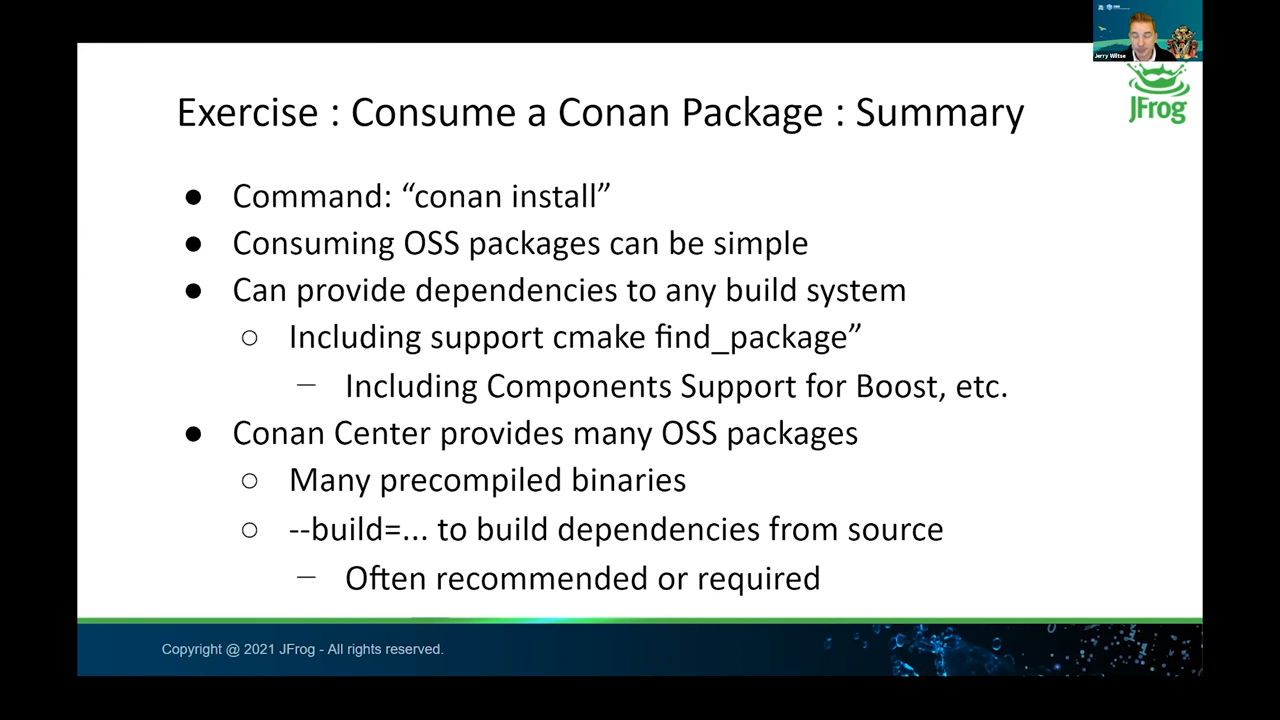 Jerry Wiltse
JFrog
Exercise : Consume a Conan Package : Summary
● Command: “conan install”
● Consuming OSS packages can be simple
● Can provide dependencies to any build system
○ Including support cmake find_package”
– Including Components Support for Boost, etc.
● Conan Center provides many OSS packages
○ Many precompiled binaries
○ --build=... to build dependencies from source
– Often recommended or required
Copyright @ 2021 JFrog - All rights reserved.